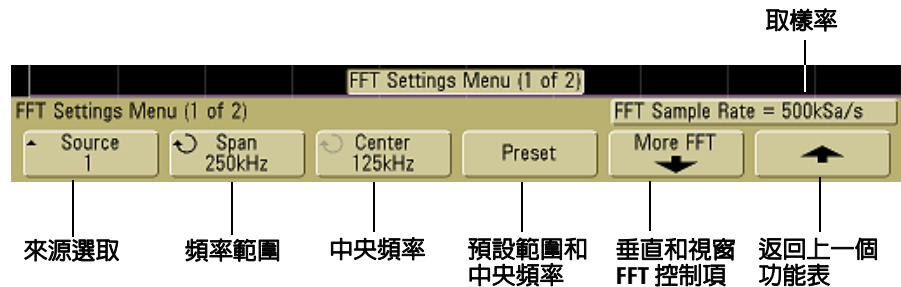 取樣率
FFT Settings Menu (1 of 2)
FFT Settings Menu (1 of 2)
FFT Sample Rate = 500kSa/s
Source
1
Span
250kHz
Center
125kHz
Preset
More FFT
來源選取
頻率範圍
中央頻率
預設範圍和
中央頻率
垂直和視窗
FFT 控制項
返回上一個
功能表